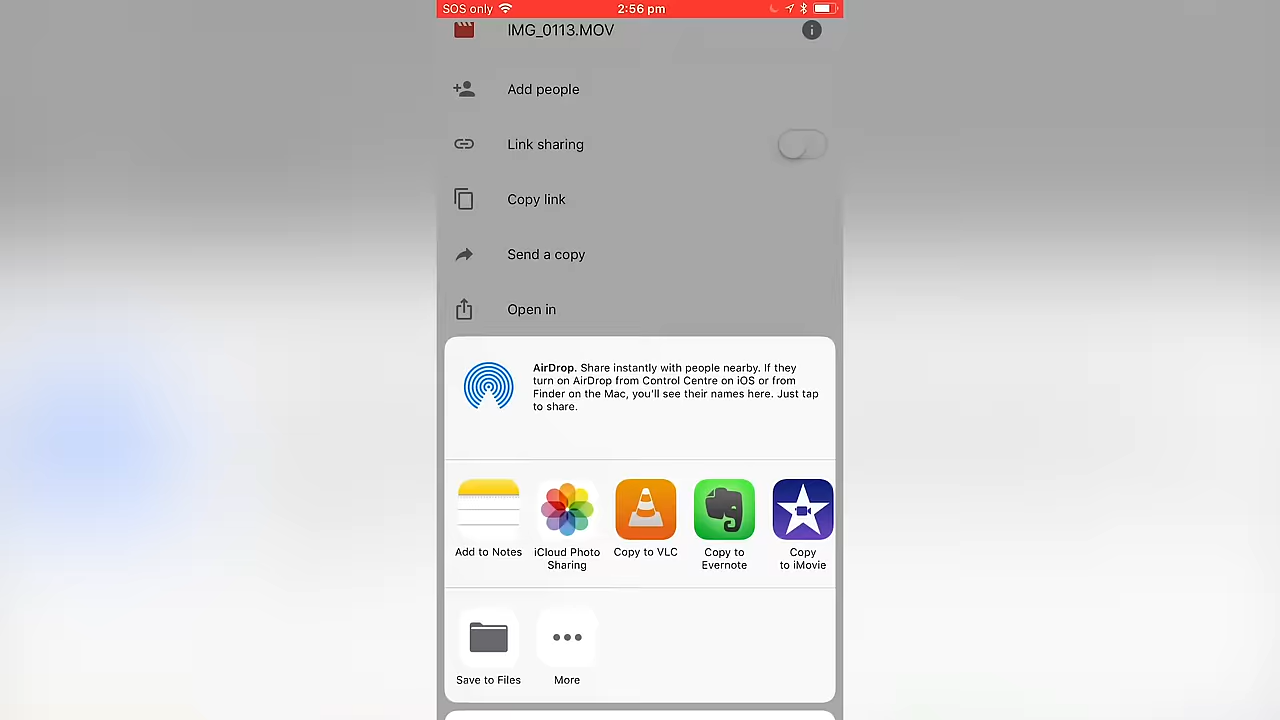 SOS only
2:56 pm
IMG_0113.MOV
Add people
Link sharing
Copy link
Send a copy
Open in
AirDrop. Share instantly with people nearby. If they
turn on AirDrop from Control Centre on iOS or from
Finder on the Mac, you'll see their names here. Just tap
to share.
Add to Notes
iCloud Photo
Sharing
Copy to VLC
Copy to
Evernote
Copy
to iMovie
Save to Files
More